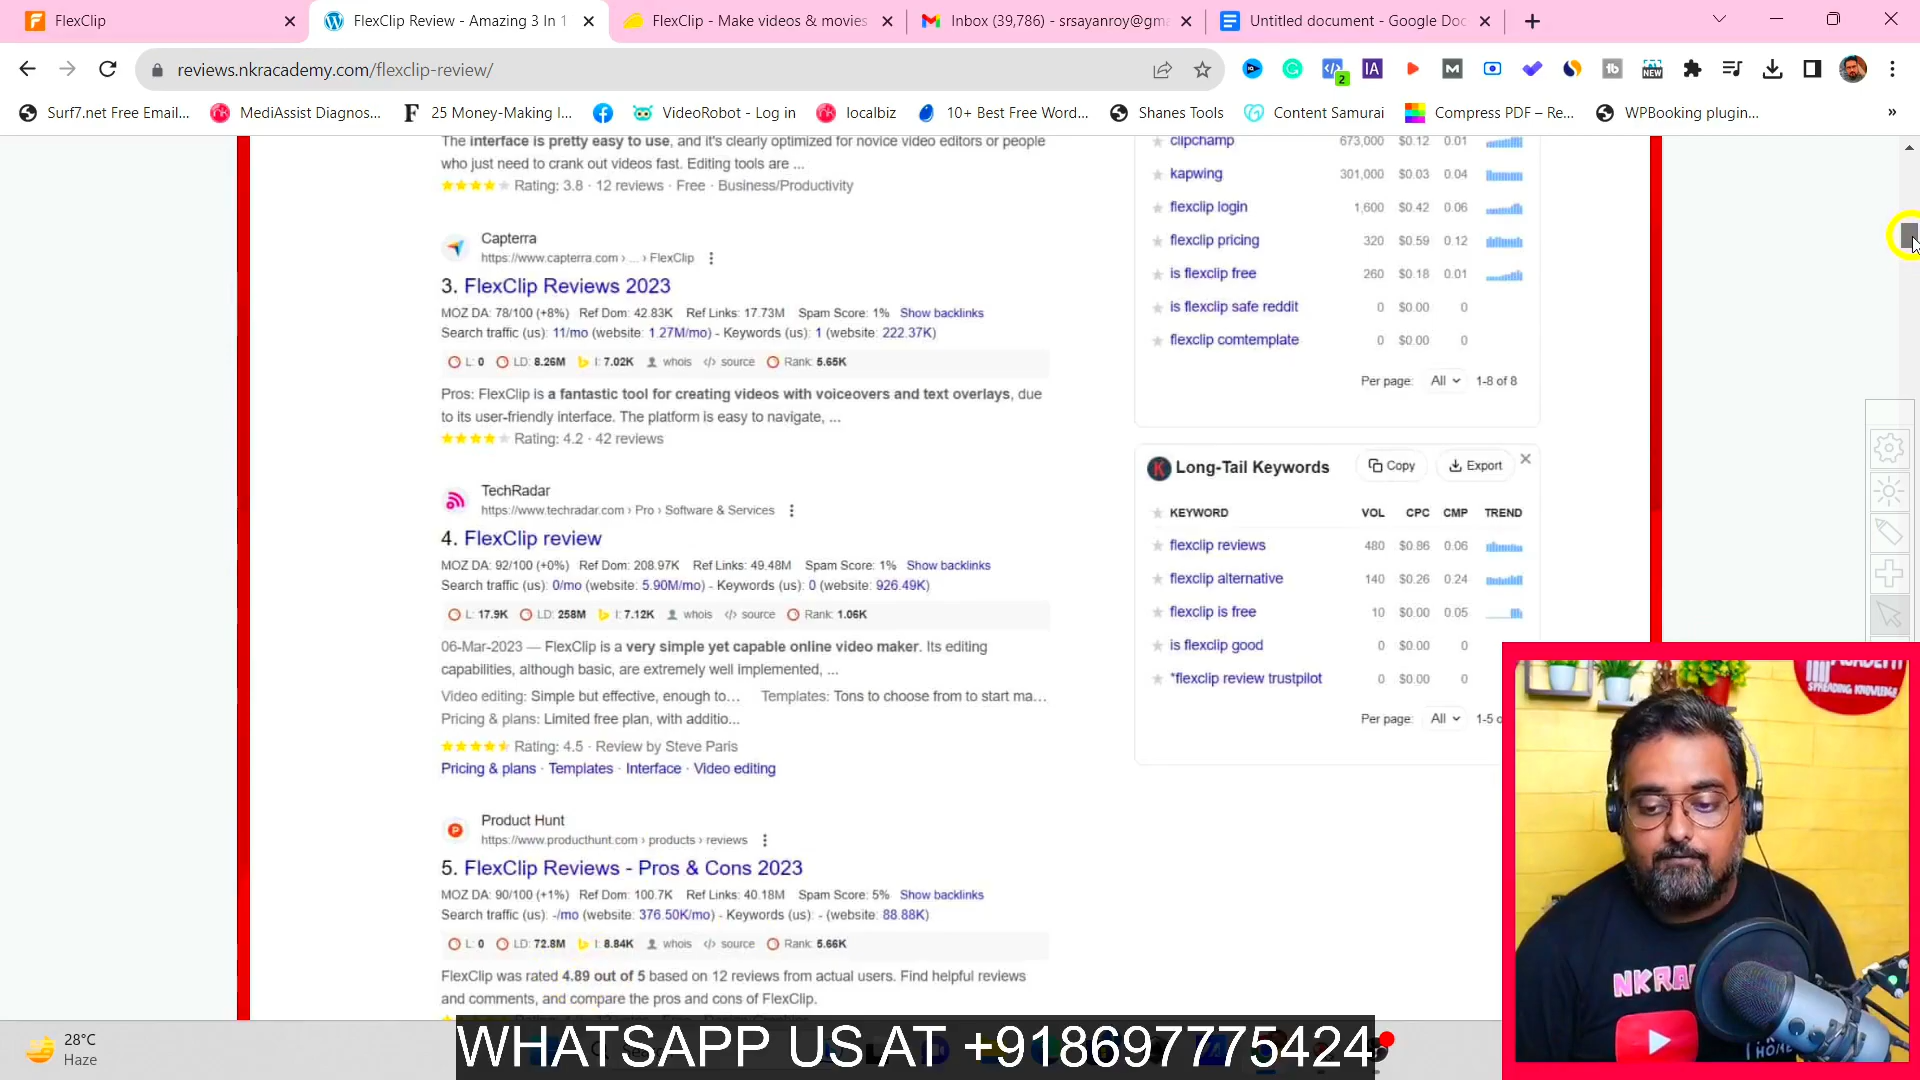 FlexClip
FlexClip Review - Amazing 3 In 1
FlexClip - Make videos & movies
Inbox (39,786) - srsayanroy@gma
Untitled document - Google Doc
reviews.nkracademy.com/flexclip-review/
2
IA
NEW
Surf7.net Free Email...
MediAssist Diagnos...
25 Money-Making I...
VideoRobot - Log in
localbiz
10+ Best Free Word...
Shanes Tools
Content Samurai
Compress PDF – Re...
WPBooking plugin...
»
The interface is pretty easy to use, and it's clearly optimized for novice video editors or people
who just need to crank out videos fast. Editing tools are ...
Rating: 3.8 · 12 reviews · Free · Business/Productivity
Capterra
https://www.capterra.com › ... › FlexClip
3. FlexClip Reviews 2023
MOZ DA: 78/100 (+8%) Ref Dom: 42.83K Ref Links: 17.73M Spam Score: 1% Show backlinks
Search traffic (us): 11/mo (website: 1.27M/mo) - Keywords (us): 1 (website: 222.37K)
L: 0 LD: 8.26M I: 7.02K whois </> source Rank: 5.65K
Pros: FlexClip is a fantastic tool for creating videos with voiceovers and text overlays, due
to its user-friendly interface. The platform is easy to navigate, ...
Rating: 4.2 · 42 reviews
TechRadar
https://www.techradar.com › Pro › Software & Services
4. FlexClip review
MOZ DA: 92/100 (+0%) Ref Dom: 208.97K Ref Links: 49.48M Spam Score: 1% Show backlinks
Search traffic (us): 0/mo (website: 5.90M/mo) - Keywords (us): 0 (website: 926.49K)
L: 17.9K LD: 258M I: 7.12K whois </> source Rank: 1.06K
06-Mar-2023 — FlexClip is a very simple yet capable online video maker. Its editing
capabilities, although basic, are extremely well implemented, ...
Video editing: Simple but effective, enough to... Templates: Tons to choose from to start ma...
Pricing & plans: Limited free plan, with additio...
Rating: 4.5 · Review by Steve Paris
Pricing & plans · Templates · Interface · Video editing
Product Hunt
https://www.producthunt.com › products › reviews
5. FlexClip Reviews - Pros & Cons 2023
MOZ DA: 90/100 (+1%) Ref Dom: 100.7K Ref Links: 40.18M Spam Score: 5% Show backlinks
Search traffic (us): -/mo (website: 376.50K/mo) - Keywords (us): - (website: 88.88K)
L: 0 LD: 72.8M I: 8.84K whois </> source Rank: 5.66K
FlexClip was rated 4.89 out of 5 based on 12 reviews from actual users. Find helpful reviews
and comments, and compare the pros and cons of FlexClip.
clipchamp 673,000 $0.12 0.01
kapwing 301,000 $0.03 0.04
flexclip login 1,600 $0.42 0.06
flexclip pricing 320 $0.59 0.12
is flexclip free 260 $0.18 0.01
is flexclip safe reddit 0 $0.00 0
flexclip comtemplate 0 $0.00 0
Per page: All 1-8 of 8
Long-Tail Keywords Copy Export
KEYWORD VOL CPC CMP TREND
flexclip reviews 480 $0.86 0.06
flexclip alternative 140 $0.26 0.24
flexclip is free 10 $0.00 0.05
is flexclip good 0 $0.00 0
*flexclip review trustpilot 0 $0.00 0
Per page: All 1-5 o
SPREADING KNOWLEDGE
NKRA
28°C
Haze
WHATSAPP US AT +918697775424